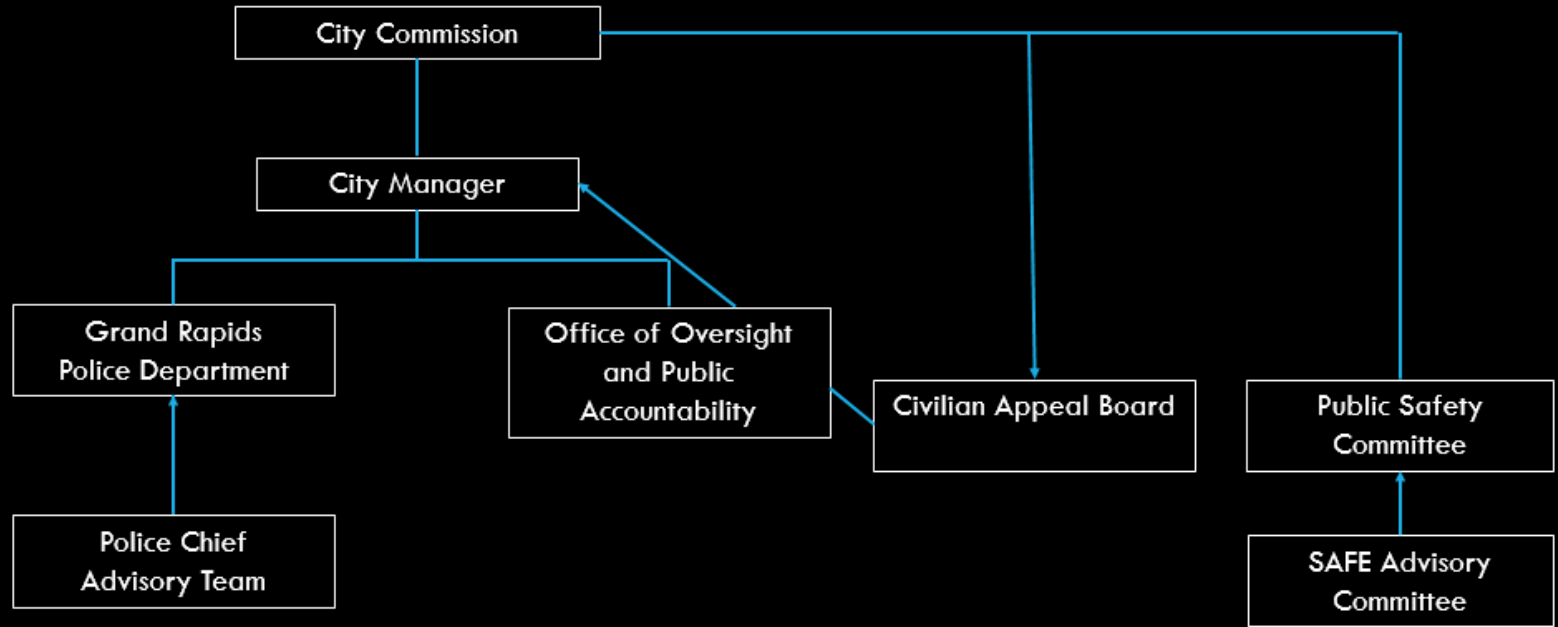 City Commission
City Manager
Grand Rapids
Police Department
Office of Oversight
and Public
Accountability
Civilian Appeal Board
Public Safety
Committee
Police Chief
Advisory Team
SAFE Advisory
Committee